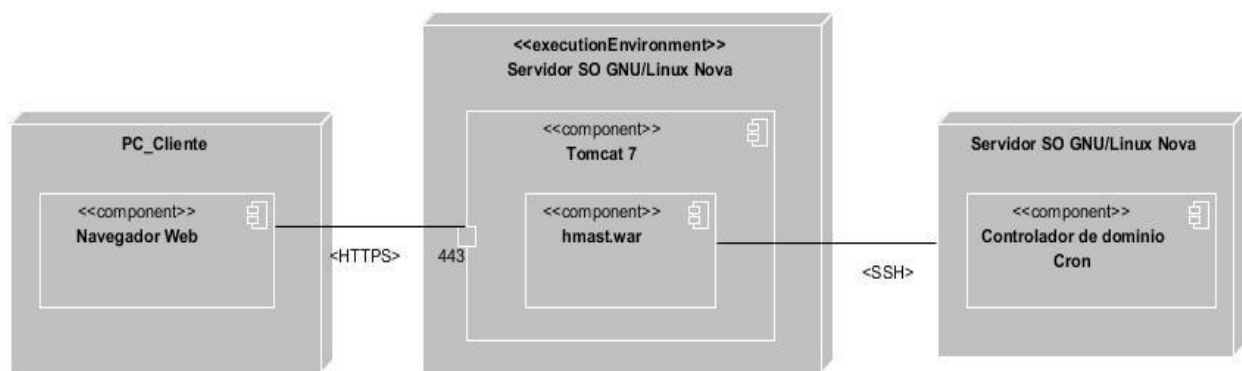 PC_Cliente
<<component>>
Navegador Web
<HTTPS>
443
<<executionEnvironment>>
Servidor SO GNU/Linux Nova
<<component>>
Tomcat 7
<<component>>
hmast.war
<SSH>
Servidor SO GNU/Linux Nova
<<component>>
Controlador de dominio
Cron